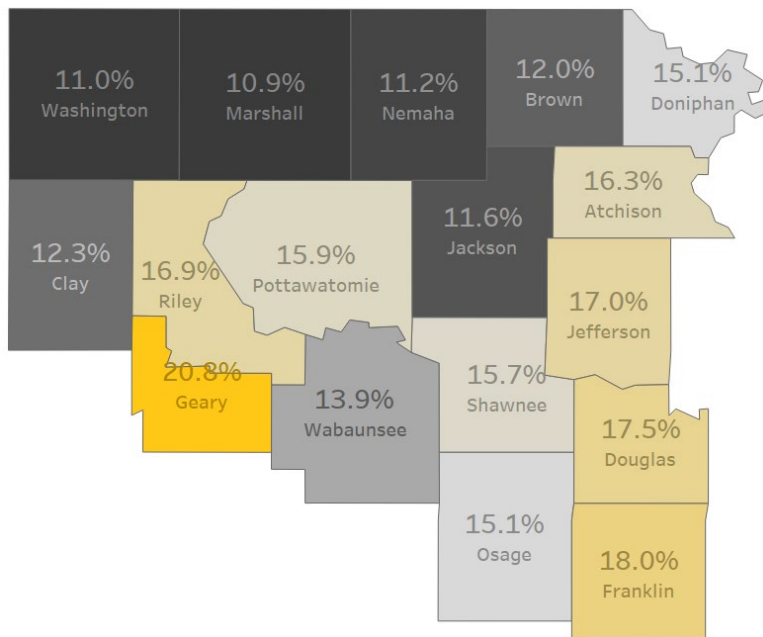 11.0%
Washington
10.9%
Marshall
11.2%
Nemaha
12.0%
Brown
15.1%
Doniphan
12.3%
Clay
16.9%
Riley
15.9%
Pottawatomie
11.6%
Jackson
16.3%
Atchison
17.0%
Jefferson
20.8%
Geary
13.9%
Wabaunsee
15.7%
Shawnee
17.5%
Douglas
15.1%
Osage
18.0%
Franklin